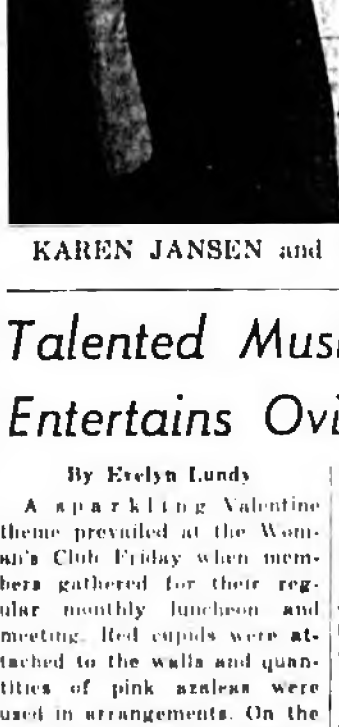 KAREN JANSEN and
Talented Mus
Entertains Ovi
By Evelyn Lundy
A sparkling Valentine
theme prevailed at the Wom-
an's Club Friday when mem-
bers gathered for their reg-
ular monthly luncheon and
meeting. Red cupids were at-
tached to the walls and quan-
tities of pink azaleas were
used in arrangements. On the